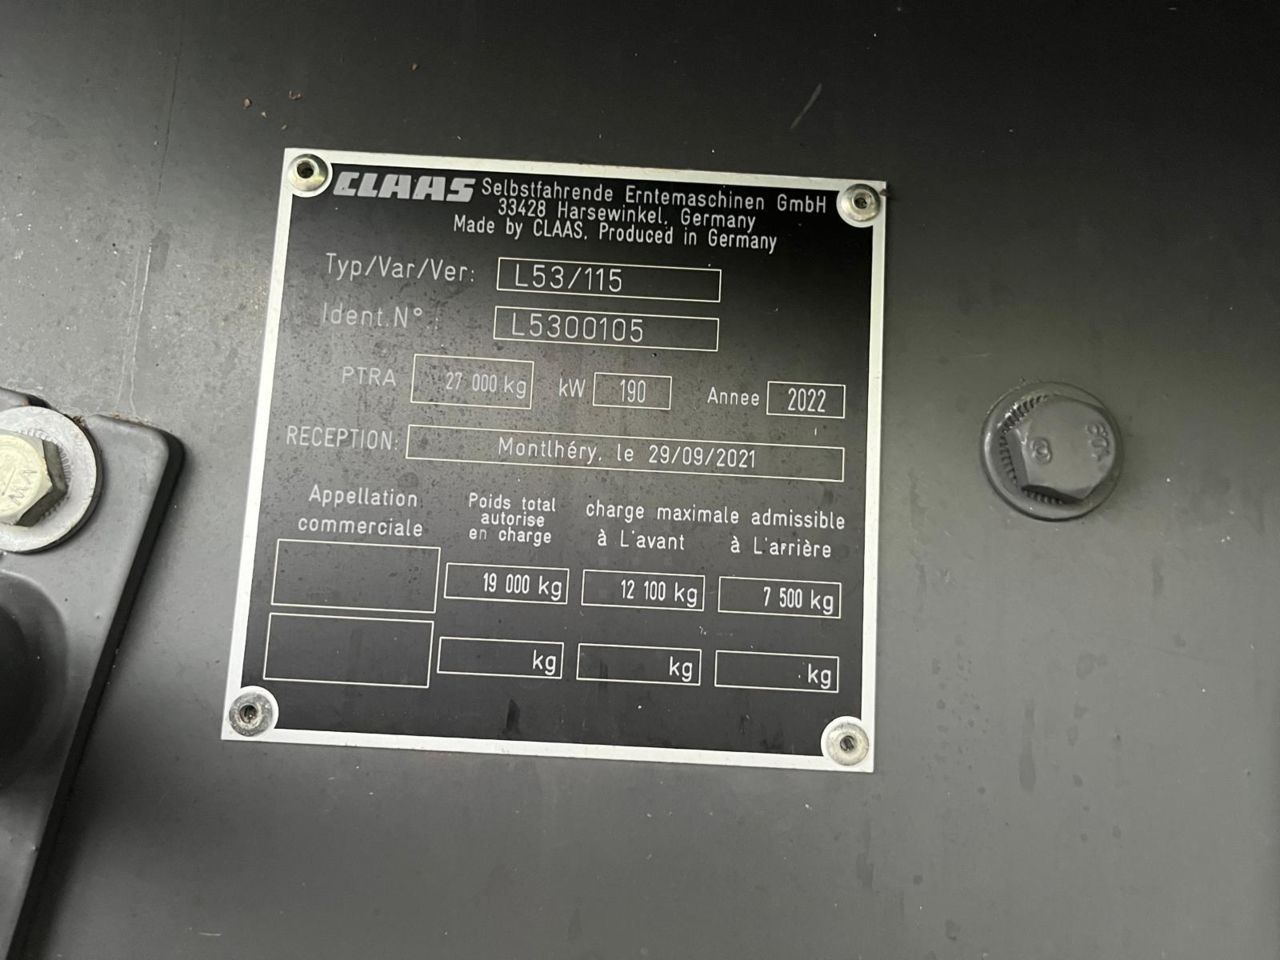 CLAAS Selbstfahrende Erntemaschinen GmbH
33428 Harsewinkel, Germany
Made by CLAAS. Produced in Germany
Typ/Var/Ver: L53/115
Ident.N° : L5300105
PTRA 27 000 kg kW 190 Annee 2022
RECEPTION: Montlhéry, le 29/09/2021
Appellation commerciale
Poids total autorise en charge
charge maximale admissible
à L'avant à L'arrière
19 000 kg 12 100 kg 7 500 kg
kg kg kg
8